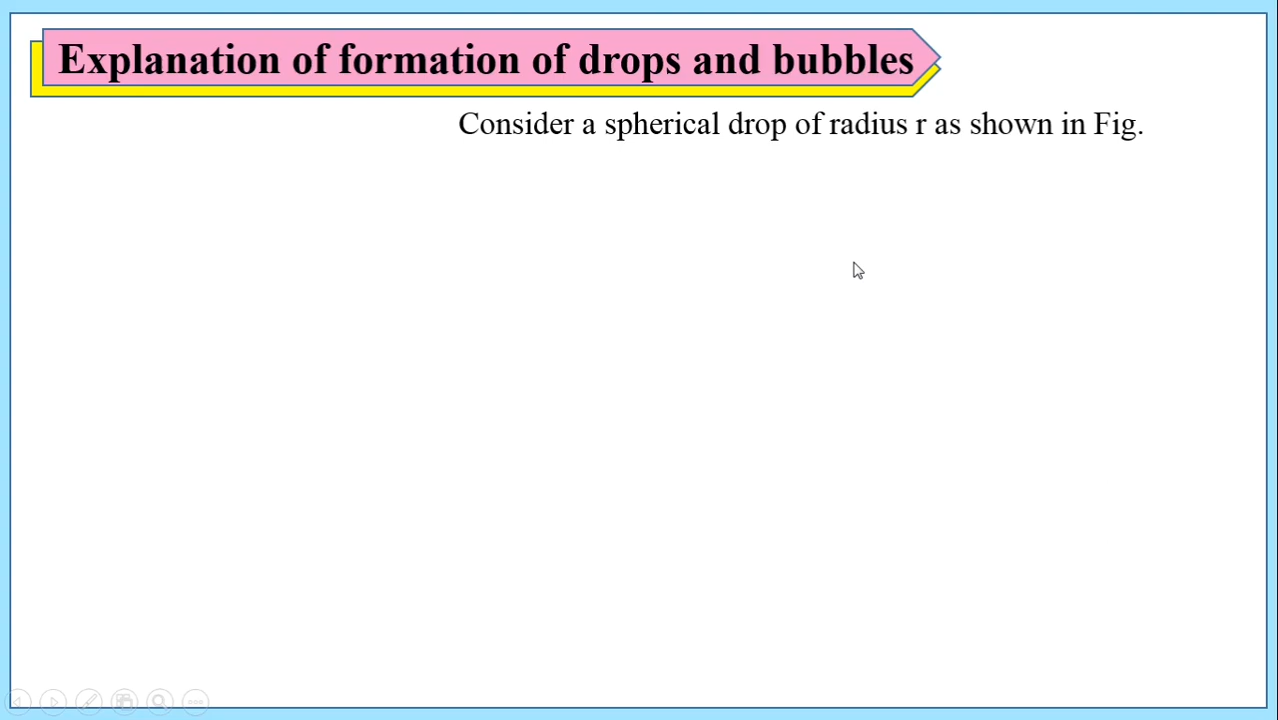 Explanation of formation of drops and bubbles
Consider a spherical drop of radius r as shown in Fig.